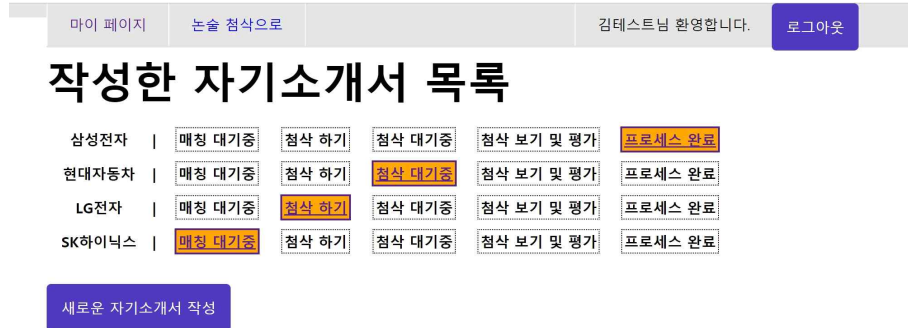 마이 페이지 논술 첨삭으로 김테스트님 환영합니다. 로그아웃
작성한 자기소개서 목록
삼성전자 | 매칭 대기중 첨삭 하기 첨삭 대기중 첨삭 보기 및 평가 프로세스 완료
현대자동차 | 매칭 대기중 첨삭 하기 첨삭 대기중 첨삭 보기 및 평가 프로세스 완료
LG전자 | 매칭 대기중 첨삭 하기 첨삭 대기중 첨삭 보기 및 평가 프로세스 완료
SK하이닉스 | 매칭 대기중 첨삭 하기 첨삭 대기중 첨삭 보기 및 평가 프로세스 완료
새로운 자기소개서 작성